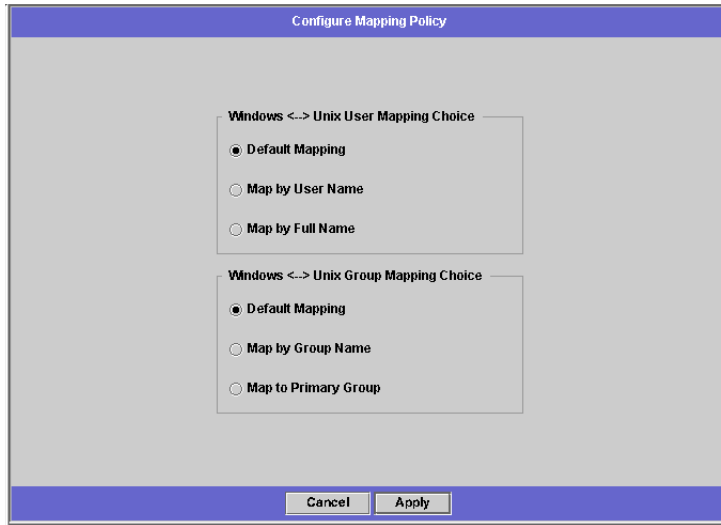 Configure Mapping Policy
Windows <--> Unix User Mapping Choice
Default Mapping
Map by User Name
Map by Full Name
Windows <--> Unix Group Mapping Choice
Default Mapping
Map by Group Name
Map to Primary Group
Cancel Apply